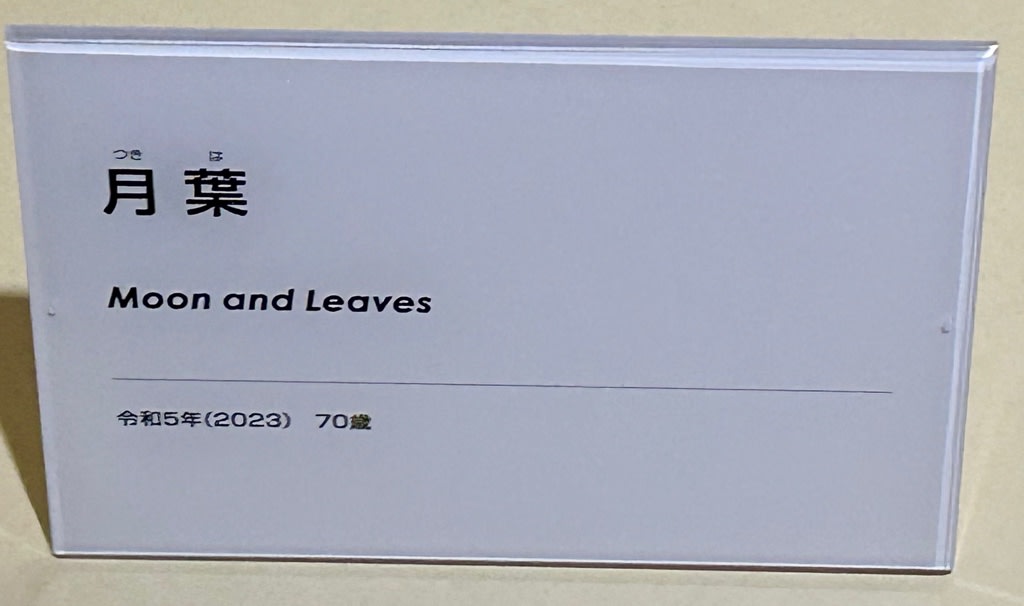 つき は
月 葉
Moon and Leaves
令和5年(2023) 70歳